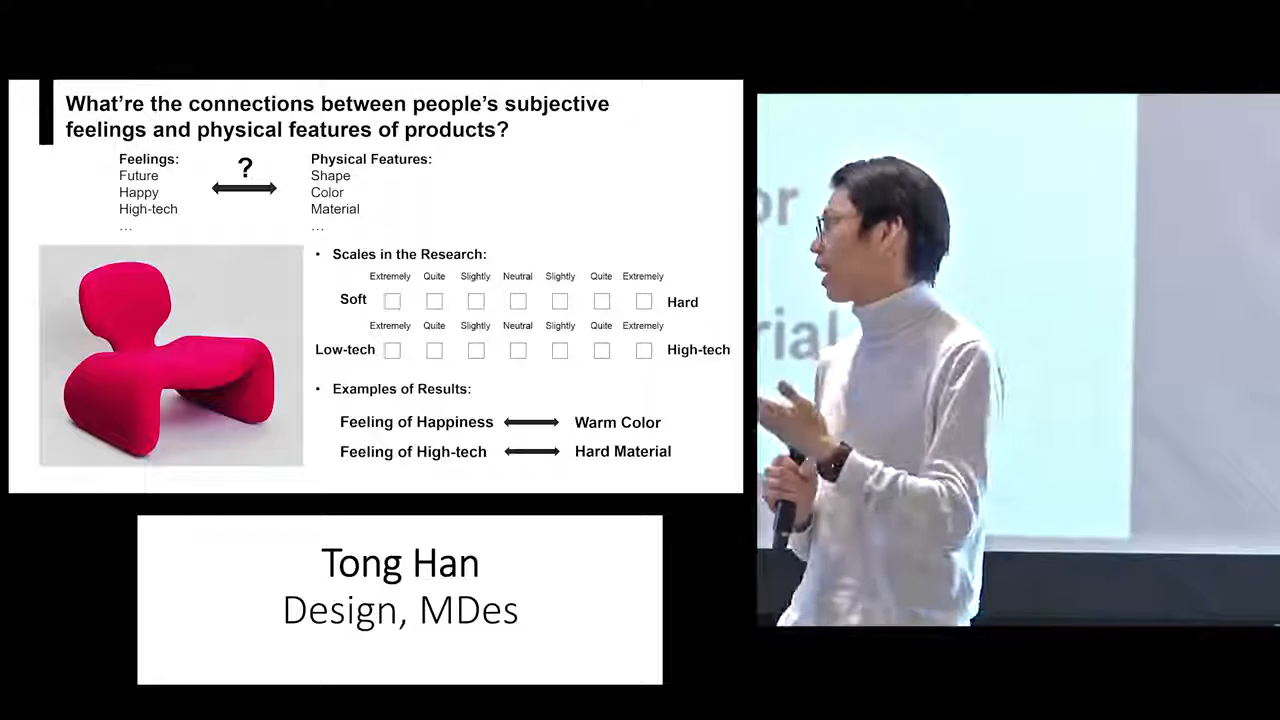 What're the connections between people's subjective
feelings and physical features of products?
Feelings:
Future
Happy
High-tech
...
?
Physical Features:
Shape
Color
Material
...
• Scales in the Research:
Extremely Quite Slightly Neutral Slightly Quite Extremely
Soft Hard
Extremely Quite Slightly Neutral Slightly Quite Extremely
Low-tech High-tech
• Examples of Results:
Feeling of Happiness Warm Color
Feeling of High-tech Hard Material
or
rial
Tong Han
Design, MDes